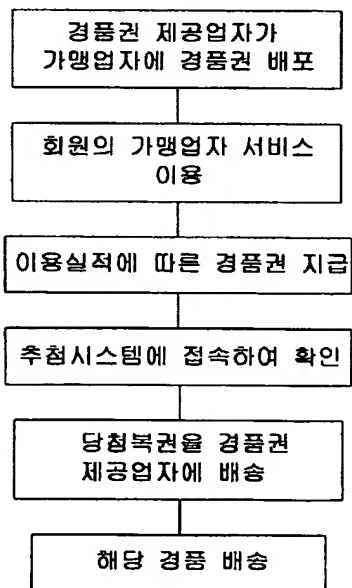 경품권 제공업자가
가맹업자에 경품권 배포
회원의 가맹업자 서비스
이용
이용실적에 따른 경품권 지급
추첨시스템에 접속하여 확인
당첨복권을 경품권
제공업자에 배송
해당 경품 배송